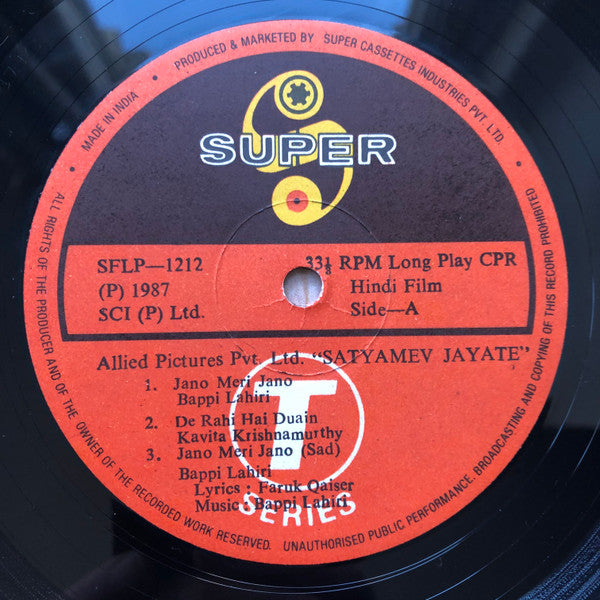 PRODUCED & MARKETED BY SUPER CASSETTES INDUSTRIES PVT. LTD.
MADE IN INDIA
SUPER
SFLP—1212
(P) 1987
SCI (P) Ltd.
33⅓ RPM Long Play CPR
Hindi Film
Side—A
Allied Pictures Pvt. Ltd. "SATYAMEV JAYATE"
1. Jano Meri Jano
Bappi Lahiri
2. De Rahi Hai Duain
Kavita Krishnamurthy
3. Jano Meri Jano (Sad)
Bappi Lahiri
Lyrics : Faruk Qaiser
Music : Bappi Lahiri
T
SERIES
ALL RIGHTS OF THE PRODUCER AND OF THE OWNER OF THE RECORDED WORK RESERVED. UNAUTHORISED PUBLIC PERFORMANCE, BROADCASTING AND COPYING OF THIS RECORD PROHIBITED